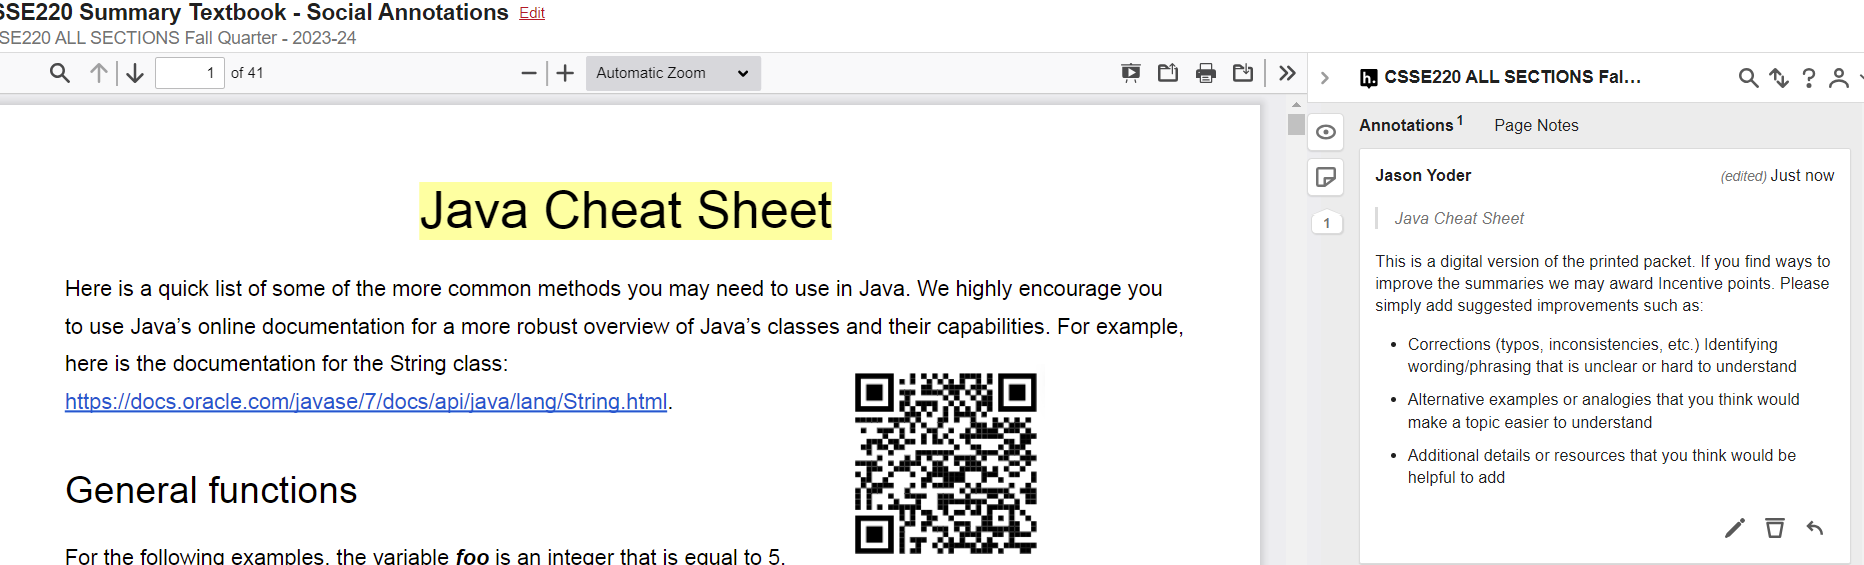 SSE220 Summary Textbook - Social Annotations Edit
SE220 ALL SECTIONS Fall Quarter - 2023-24
1 of 41
Automatic Zoom
Java Cheat Sheet
Here is a quick list of some of the more common methods you may need to use in Java. We highly encourage you
to use Java's online documentation for a more robust overview of Java's classes and their capabilities. For example,
here is the documentation for the String class:
https://docs.oracle.com/javase/7/docs/api/java/lang/String.html.
General functions
For the following examples, the variable foo is an integer that is equal to 5.
h. CSSE220 ALL SECTIONS Fal...
Annotations 1 Page Notes
1
Jason Yoder (edited) Just now
Java Cheat Sheet
This is a digital version of the printed packet. If you find ways to
improve the summaries we may award Incentive points. Please
simply add suggested improvements such as:
• Corrections (typos, inconsistencies, etc.) Identifying
wording/phrasing that is unclear or hard to understand
• Alternative examples or analogies that you think would
make a topic easier to understand
• Additional details or resources that you think would be
helpful to add